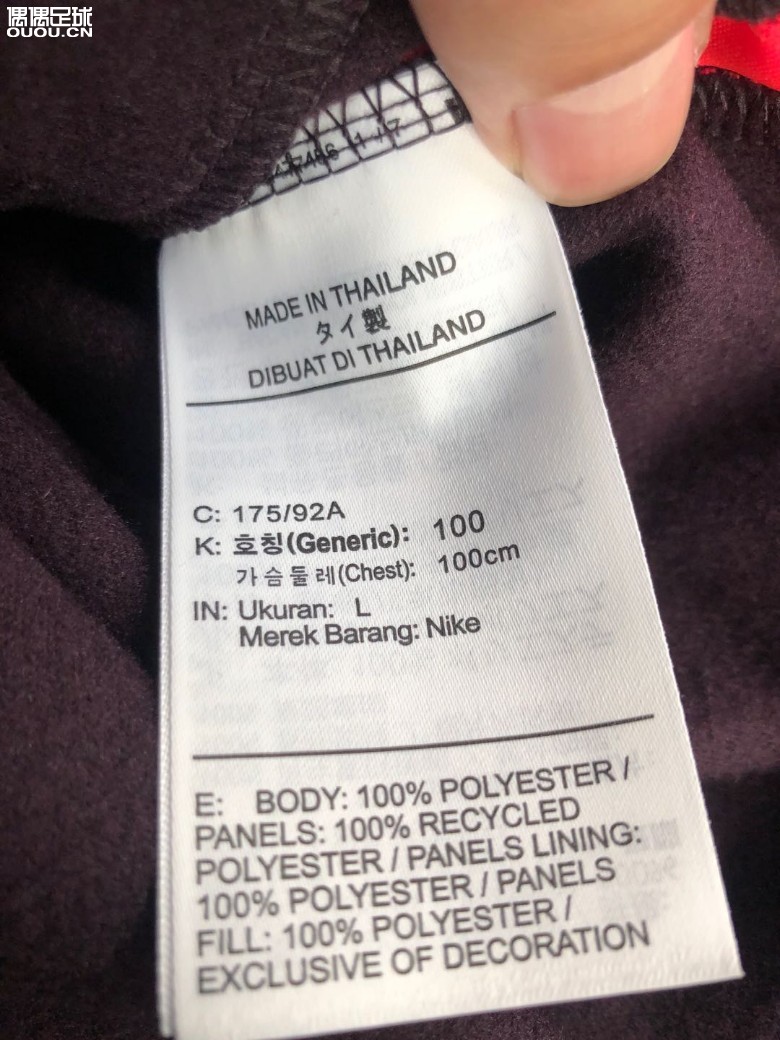 偶偶足球
OUOU.CN
MADE IN THAILAND
タイ製
DIBUAT DI THAILAND
C: 175/92A
K: 호칭(Generic): 100
가슴둘레(Chest): 100cm
IN: Ukuran: L
Merek Barang: Nike
E: BODY: 100% POLYESTER /
PANELS: 100% RECYCLED
POLYESTER / PANELS LINING:
100% POLYESTER / PANELS
FILL: 100% POLYESTER /
EXCLUSIVE OF DECORATION